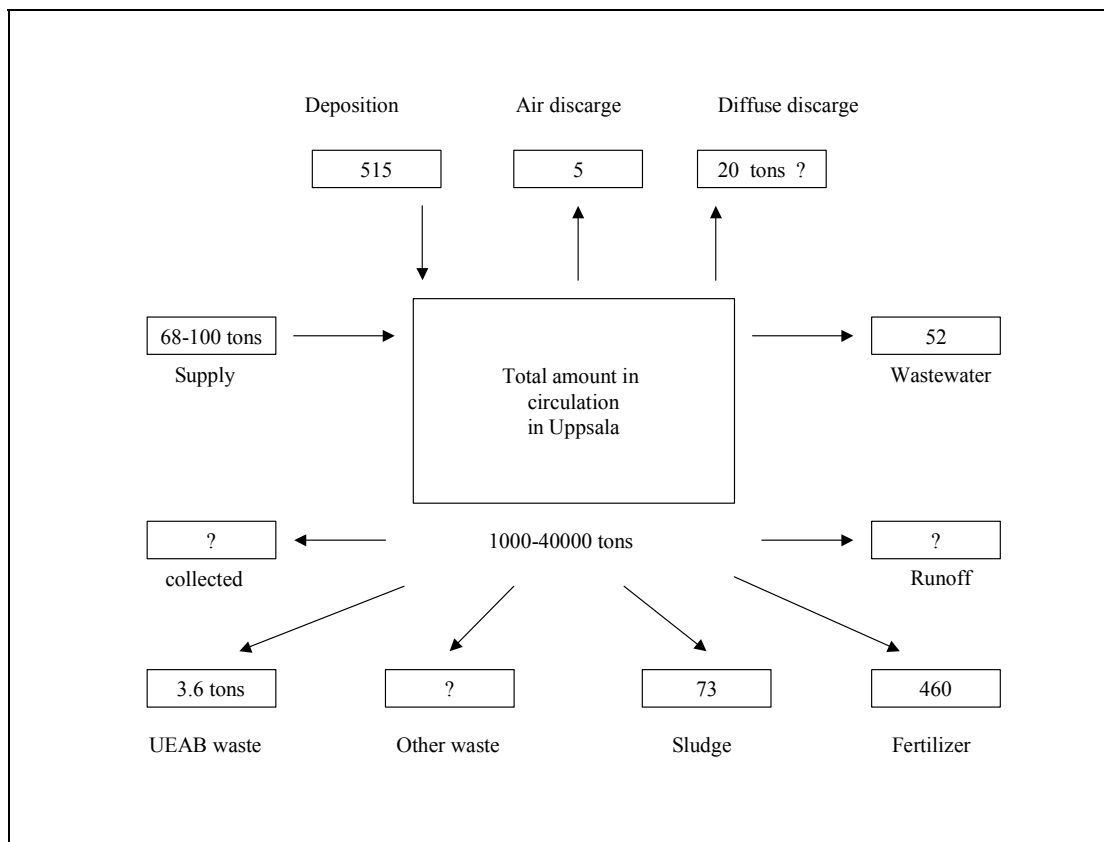 Deposition
Air discarge
Diffuse discarge
515
5
20 tons ?
68-100 tons
Supply
Total amount in
circulation
in Uppsala
52
Wastewater
?
collected
1000-40000 tons
?
Runoff
3.6 tons
?
73
460
UEAB waste
Other waste
Sludge
Fertilizer